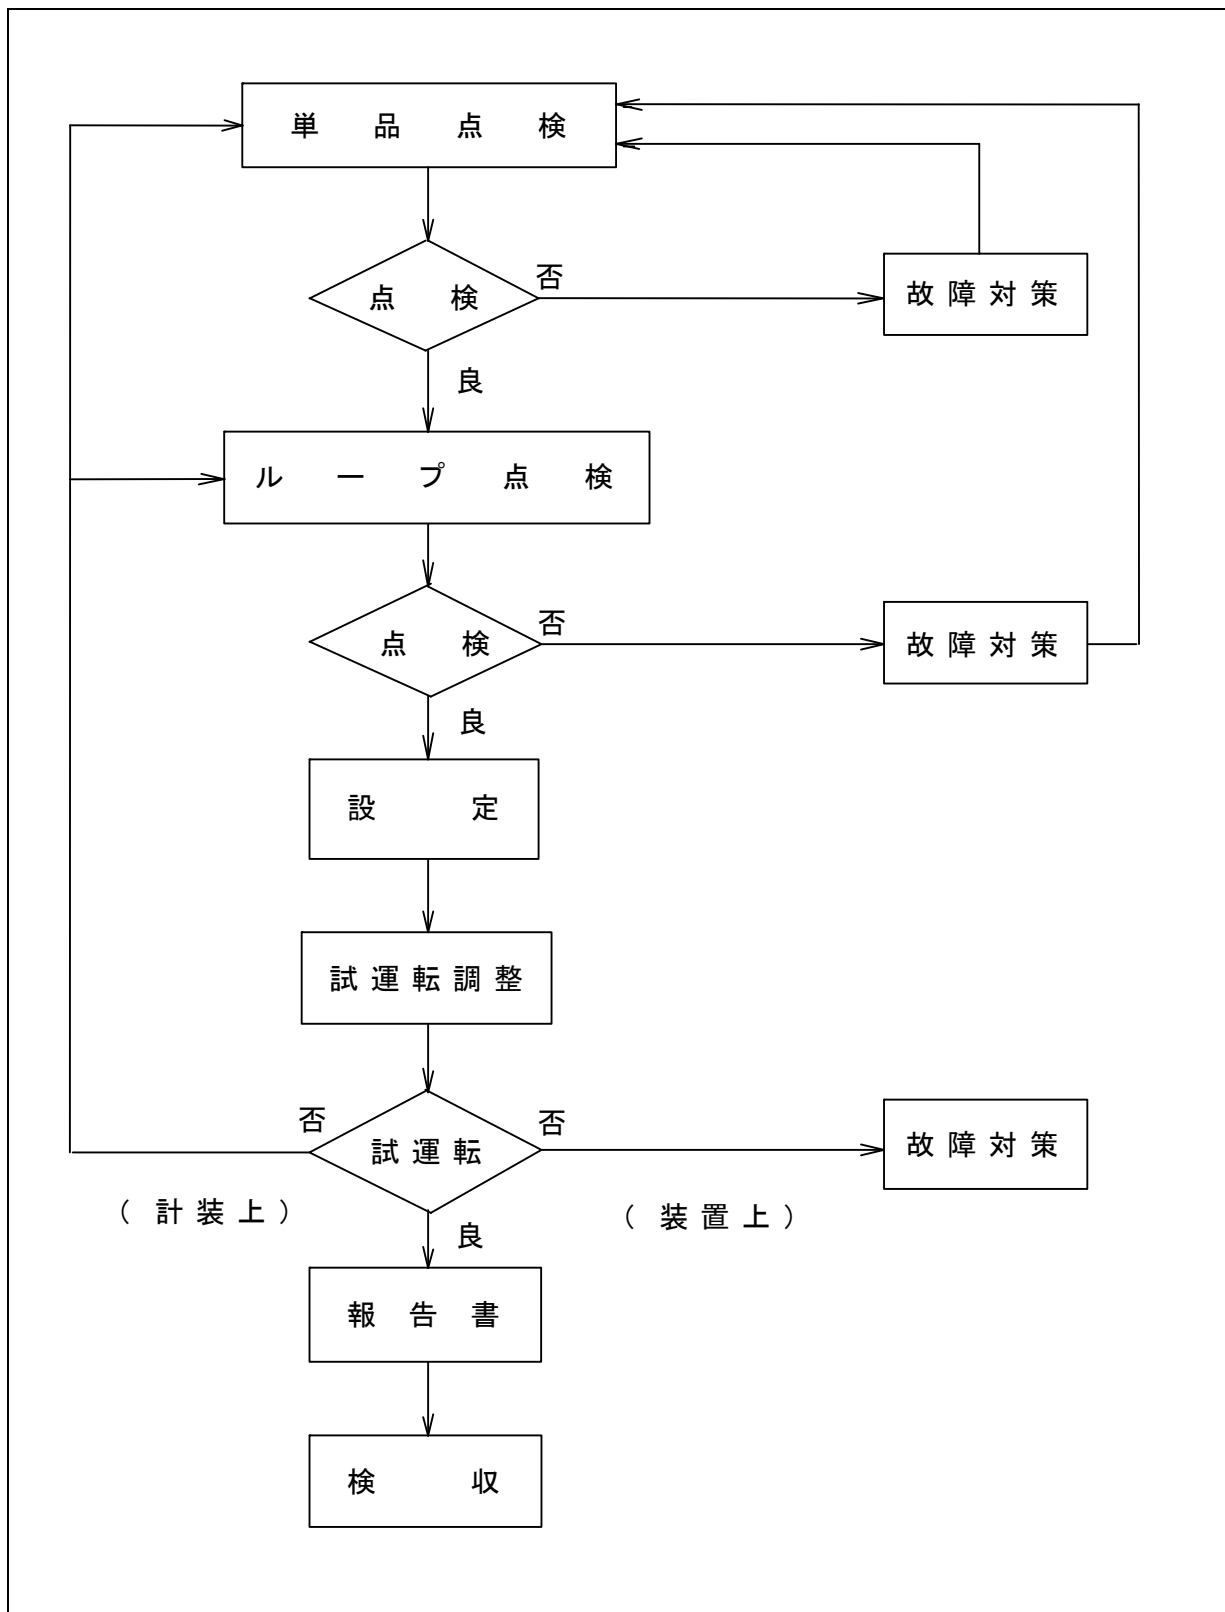 単品点検
否
点検
故障対策
良
ループ点検
否
点検
故障対策
良
設定
試運転調整
否
否
試運転
故障対策
(計装上)
(装置上)
良
報告書
検収